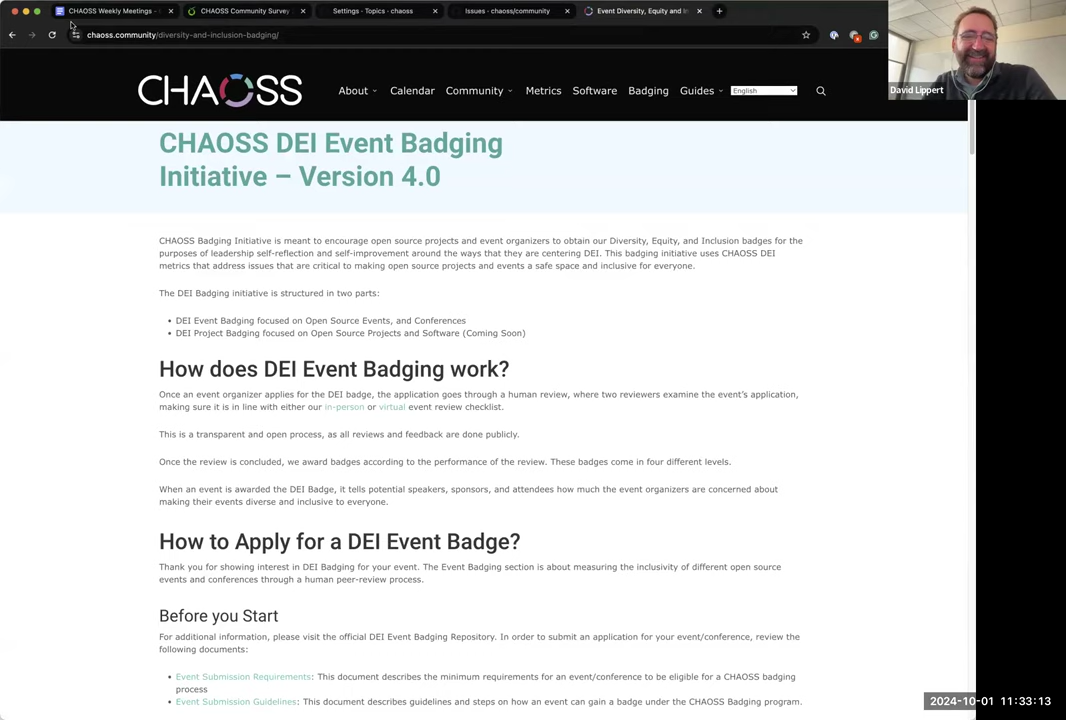 CHAOSS Weekly Meetings -
CHAOSS Community Survey
Settings · Topics · chaoss
Issues · chaoss/community
Event Diversity, Equity and In
chaoss.community/diversity-and-inclusion-badging/
CHAOSS
About
Calendar
Community
Metrics
Software
Badging
Guides
English
David Lippert
CHAOSS DEI Event Badging
Initiative – Version 4.0
CHAOSS Badging Initiative is meant to encourage open source projects and event organizers to obtain our Diversity, Equity, and Inclusion badges for the
purposes of leadership self-reflection and self-improvement around the ways that they are centering DEI. This badging initiative uses CHAOSS DEI
metrics that address issues that are critical to making open source projects and events a safe space and inclusive for everyone.
The DEI Badging initiative is structured in two parts:
• DEI Event Badging focused on Open Source Events, and Conferences
• DEI Project Badging focused on Open Source Projects and Software (Coming Soon)
How does DEI Event Badging work?
Once an event organizer applies for the DEI badge, the application goes through a human review, where two reviewers examine the event's application,
making sure it is in line with either our in-person or virtual event review checklist.
This is a transparent and open process, as all reviews and feedback are done publicly.
Once the review is concluded, we award badges according to the performance of the review. These badges come in four different levels.
When an event is awarded the DEI Badge, it tells potential speakers, sponsors, and attendees how much the event organizers are concerned about
making their events diverse and inclusive to everyone.
How to Apply for a DEI Event Badge?
Thank you for showing interest in DEI Badging for your event. The Event Badging section is about measuring the inclusivity of different open source
events and conferences through a human peer-review process.
Before you Start
For additional information, please visit the official DEI Event Badging Repository. In order to submit an application for your event/conference, review the
following documents:
• Event Submission Requirements: This document describes the minimum requirements for an event/conference to be eligible for a CHAOSS badging
process
• Event Submission Guidelines: This document describes guidelines and steps on how an event can gain a badge under the CHAOSS Badging program.
2024-10-01 11:33:13